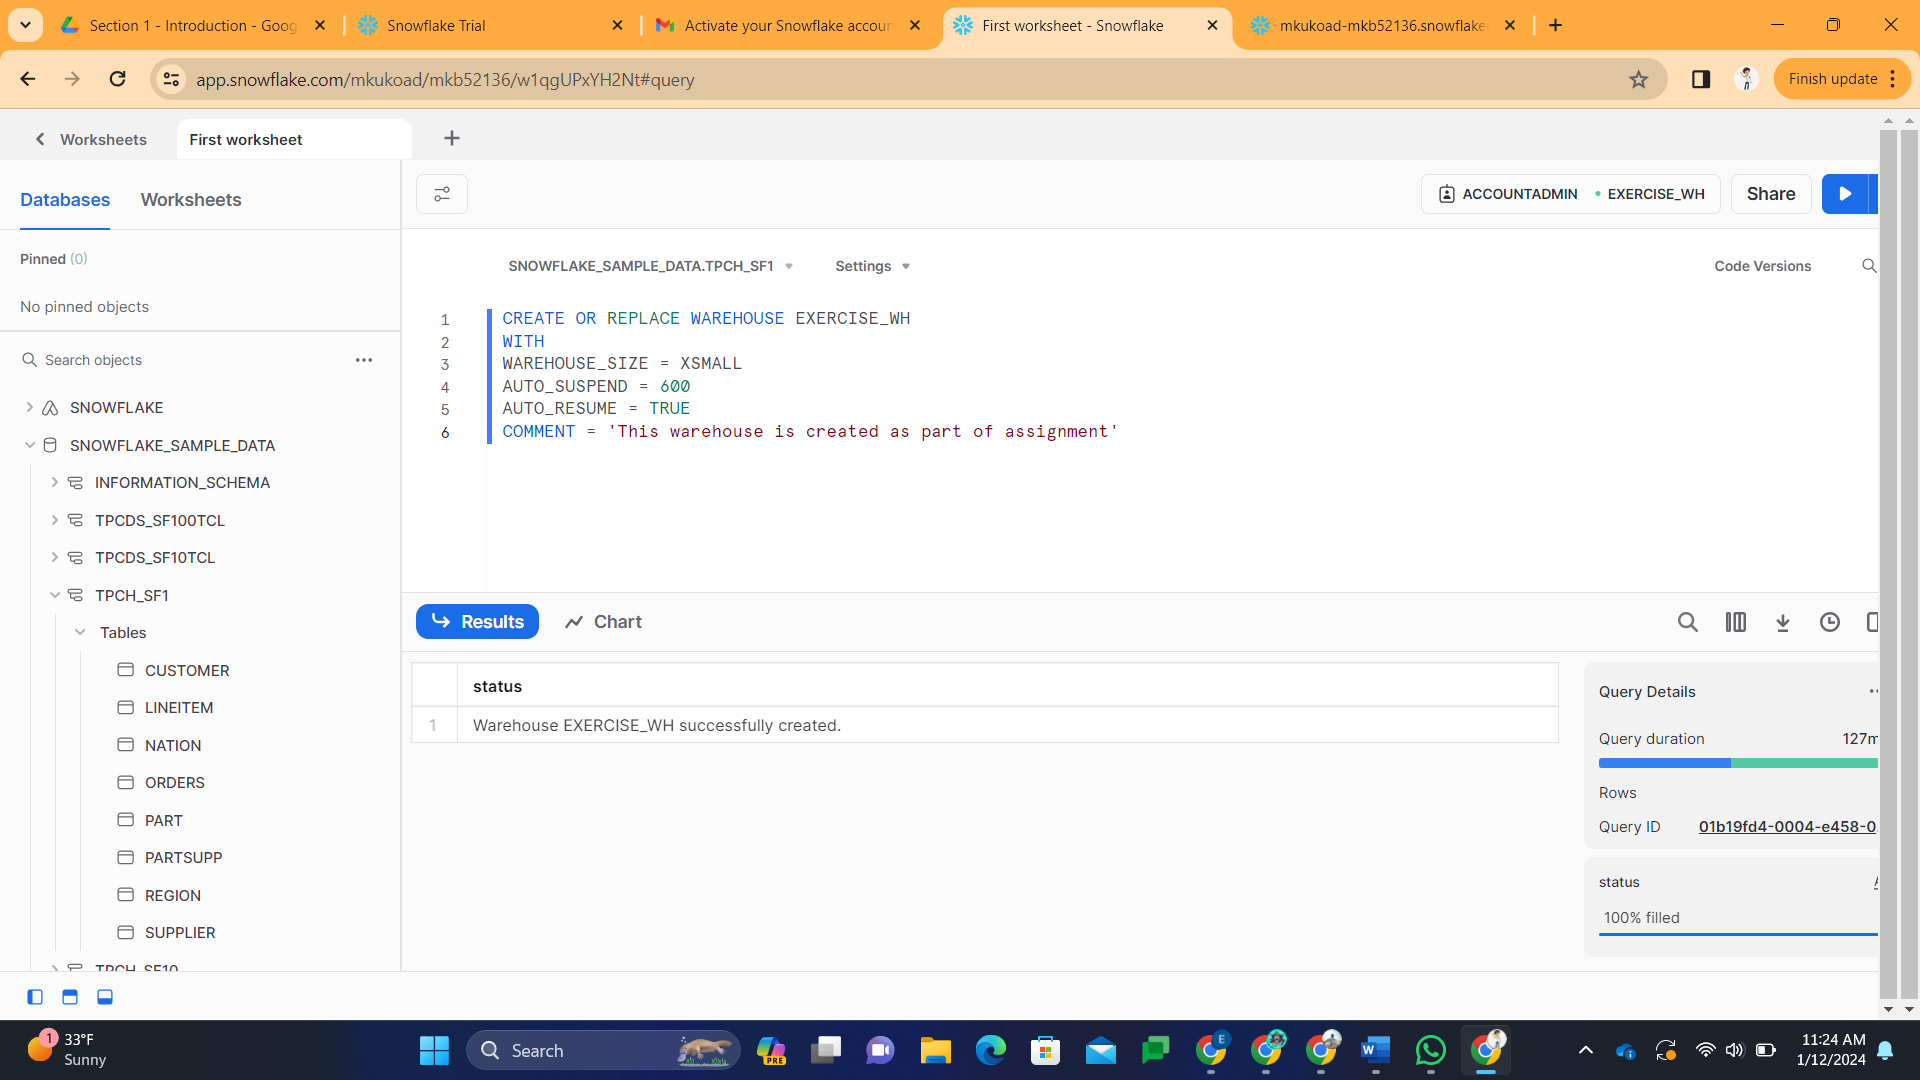 Section 1 - Introduction - Goog
Snowflake Trial
Activate your Snowflake accoun
First worksheet - Snowflake
mkukoad-mkb52136.snowflake
app.snowflake.com/mkukoad/mkb52136/w1qgUPxYH2Nt#query
Finish update
Worksheets
First worksheet
Databases
Worksheets
ACCOUNTADMIN
EXERCISE_WH
Share
Pinned (0)
No pinned objects
SNOWFLAKE_SAMPLE_DATA.TPCH_SF1
Settings
Code Versions
Search objects
SNOWFLAKE
SNOWFLAKE_SAMPLE_DATA
INFORMATION_SCHEMA
TPCDS_SF100TCL
TPCDS_SF10TCL
TPCH_SF1
Tables
CUSTOMER
LINEITEM
NATION
ORDERS
PART
PARTSUPP
REGION
SUPPLIER
TPCH_SF10
1 CREATE OR REPLACE WAREHOUSE EXERCISE_WH
2 WITH
3 WAREHOUSE_SIZE = XSMALL
4 AUTO_SUSPEND = 600
5 AUTO_RESUME = TRUE
6 COMMENT = 'This warehouse is created as part of assignment'
Results
Chart
status
1 Warehouse EXERCISE_WH successfully created.
Query Details
Query duration 127m
Rows
Query ID 01b19fd4-0004-e458-0
status
100% filled
1
33°F
Sunny
Search
PRE
E
W
11:24 AM
1/12/2024